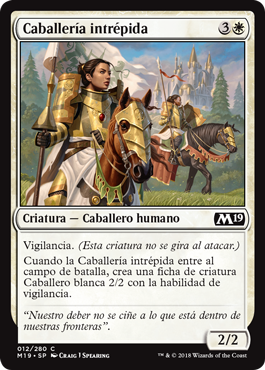 Caballería intrépida 3
Criatura — Caballero humano M19
Vigilancia. (Esta criatura no se gira al atacar.)
Cuando la Caballería intrépida entre al
campo de batalla, crea una ficha de criatura
Caballero blanca 2/2 con la habilidad de
vigilancia.
“Nuestro deber no se ciñe a lo que está dentro de
nuestras fronteras”.
2/2
012/280 C
M19 • SP CRAIG J SPEARING
™ & © 2018 Wizards of the Coast